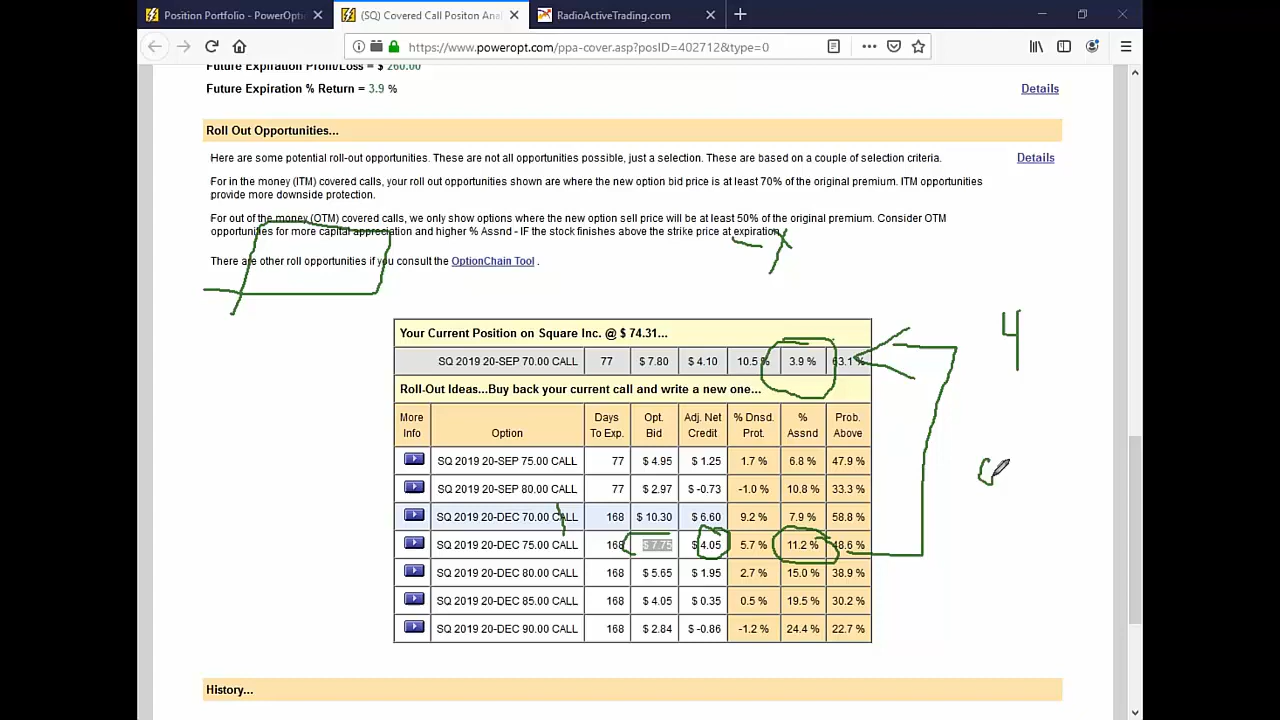 Position Portfolio - PowerOpti
(SQ) Covered Call Positon Anal
RadioActiveTrading.com
https://www.poweropt.com/ppa-cover.asp?posID=402712&type=0
Future Expiration Profit/Loss = $ 260.00
Future Expiration % Return = 3.9 %
Details
Roll Out Opportunities...
Here are some potential roll-out opportunities. These are not all opportunities possible, just a selection. These are based on a couple of selection criteria.
Details
For in the money (ITM) covered calls, your roll out opportunities shown are where the new option bid price is at least 70% of the original premium. ITM opportunities
provide more downside protection.
For out of the money (OTM) covered calls, we only show options where the new option sell price will be at least 50% of the original premium. Consider OTM
opportunities for more capital appreciation and higher % Assnd - IF the stock finishes above the strike price at expiration.
There are other roll opportunities if you consult the OptionChain Tool .
4
Your Current Position on Square Inc. @ $ 74.31...
SQ 2019 20-SEP 70.00 CALL 77 $ 7.80 $ 4.10 10.5 % 3.9 % 63.1 %
Roll-Out Ideas...Buy back your current call and write a new one...
More Info Option Days To Exp. Opt. Bid Adj. Net Credit % Dnsd. Prot. % Assnd Prob. Above
SQ 2019 20-SEP 75.00 CALL 77 $ 4.95 $ 1.25 1.7 % 6.8 % 47.9 %
SQ 2019 20-SEP 80.00 CALL 77 $ 2.97 $ -0.73 -1.0 % 10.8 % 33.3 %
SQ 2019 20-DEC 70.00 CALL 168 $ 10.30 $ 6.60 9.2 % 7.9 % 58.8 %
SQ 2019 20-DEC 75.00 CALL 168 $ 7.75 $ 4.05 5.7 % 11.2 % 48.6 %
SQ 2019 20-DEC 80.00 CALL 168 $ 5.65 $ 1.95 2.7 % 15.0 % 38.9 %
SQ 2019 20-DEC 85.00 CALL 168 $ 4.05 $ 0.35 0.5 % 19.5 % 30.2 %
SQ 2019 20-DEC 90.00 CALL 168 $ 2.84 $ -0.86 -1.2 % 24.4 % 22.7 %
History...